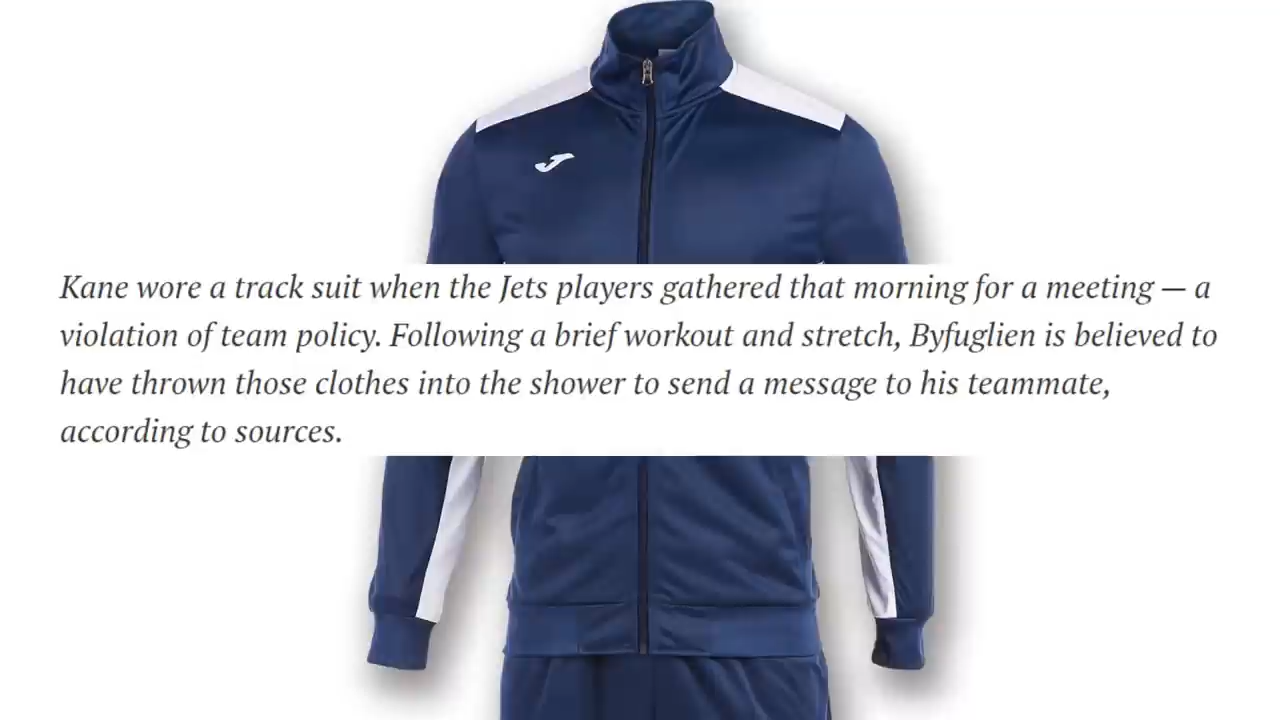 Kane wore a track suit when the Jets players gathered that morning for a meeting — a
violation of team policy. Following a brief workout and stretch, Byfuglien is believed to
have thrown those clothes into the shower to send a message to his teammate,
according to sources.